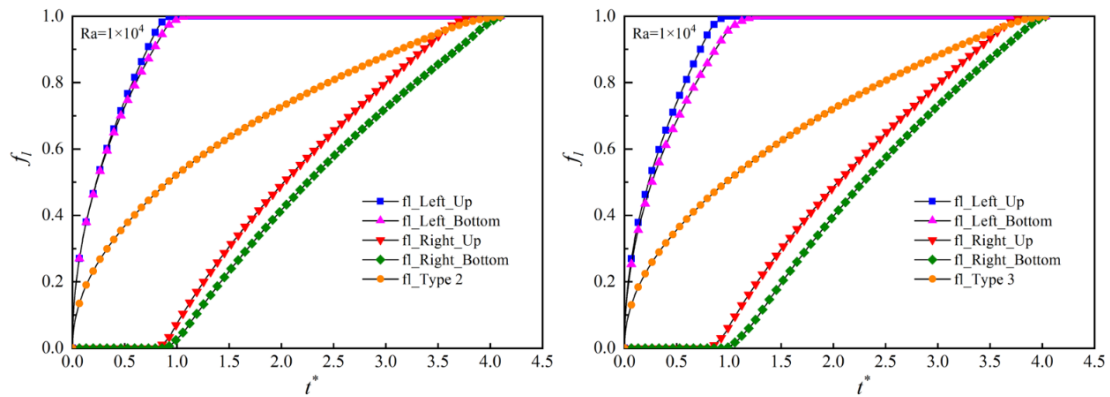 1.0
0.8
0.6
0.4
0.2
0.0
fl
Ra=1×10⁴
fl_Left_Up
fl_Left_Bottom
fl_Right_Up
fl_Right_Bottom
fl_Type 2
0.0 0.5 1.0 1.5 2.0 2.5 3.0 3.5 4.0 4.5
t*
1.0
0.8
0.6
0.4
0.2
0.0
fl
Ra=1×10⁴
fl_Left_Up
fl_Left_Bottom
fl_Right_Up
fl_Right_Bottom
fl_Type 3
0.0 0.5 1.0 1.5 2.0 2.5 3.0 3.5 4.0 4.5
t*